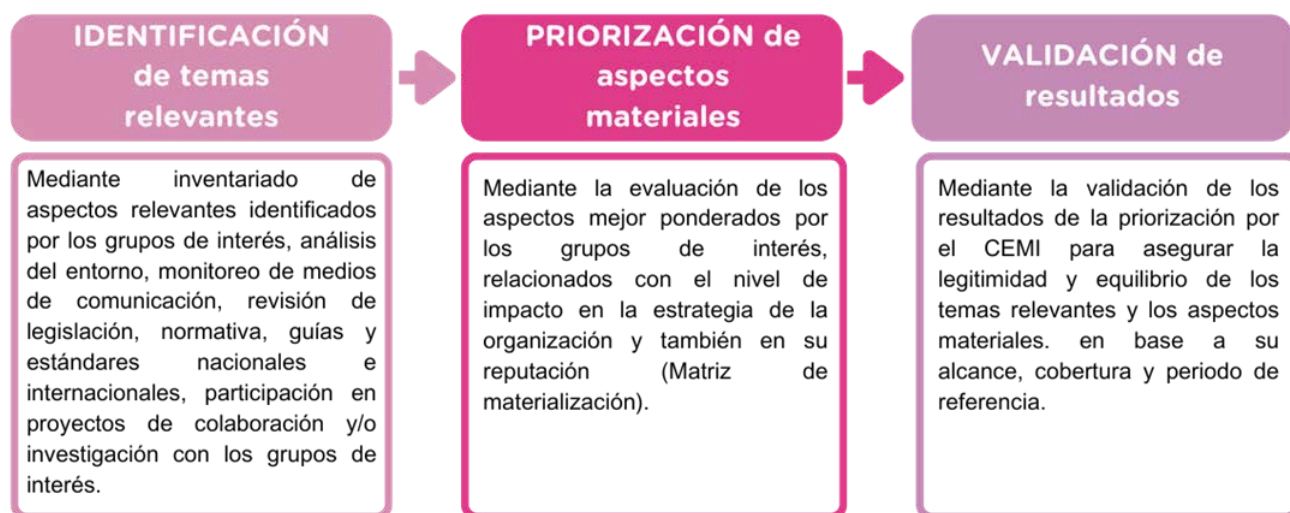 IDENTIFICACIÓN
de temas
relevantes
Mediante inventariado de
aspectos relevantes identificados
por los grupos de interés, análisis
del entorno, monitoreo de medios
de comunicación, revisión de
legislación, normativa, guías y
estándares nacionales e
internacionales, participación en
proyectos de colaboración y/o
investigación con los grupos de
interés.
PRIORIZACIÓN de
aspectos
materiales
Mediante la evaluación de los
aspectos mejor ponderados por
los grupos de interés,
relacionados con el nivel de
impacto en la estrategia de la
organización y también en su
reputación (Matriz de
materialización).
VALIDACIÓN de
resultados
Mediante la validación de los
resultados de la priorización por
el CEMI para asegurar la
legitimidad y equilibrio de los
temas relevantes y los aspectos
materiales. en base a su
alcance, cobertura y periodo de
referencia.